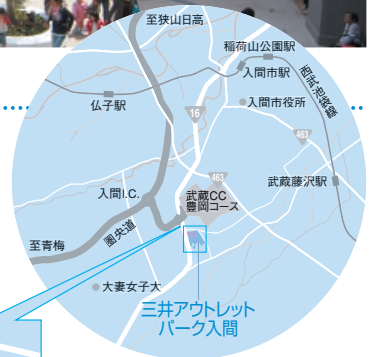 至狭山日高
稲荷山公園駅
入間市駅
西武池袋線
仏子駅
入間市役所
16
463
463
武蔵藤沢駅
入間I.C.
武蔵CC
豊岡コース
圏央道
至青梅
大妻女子大
三井アウトレット
パーク入間